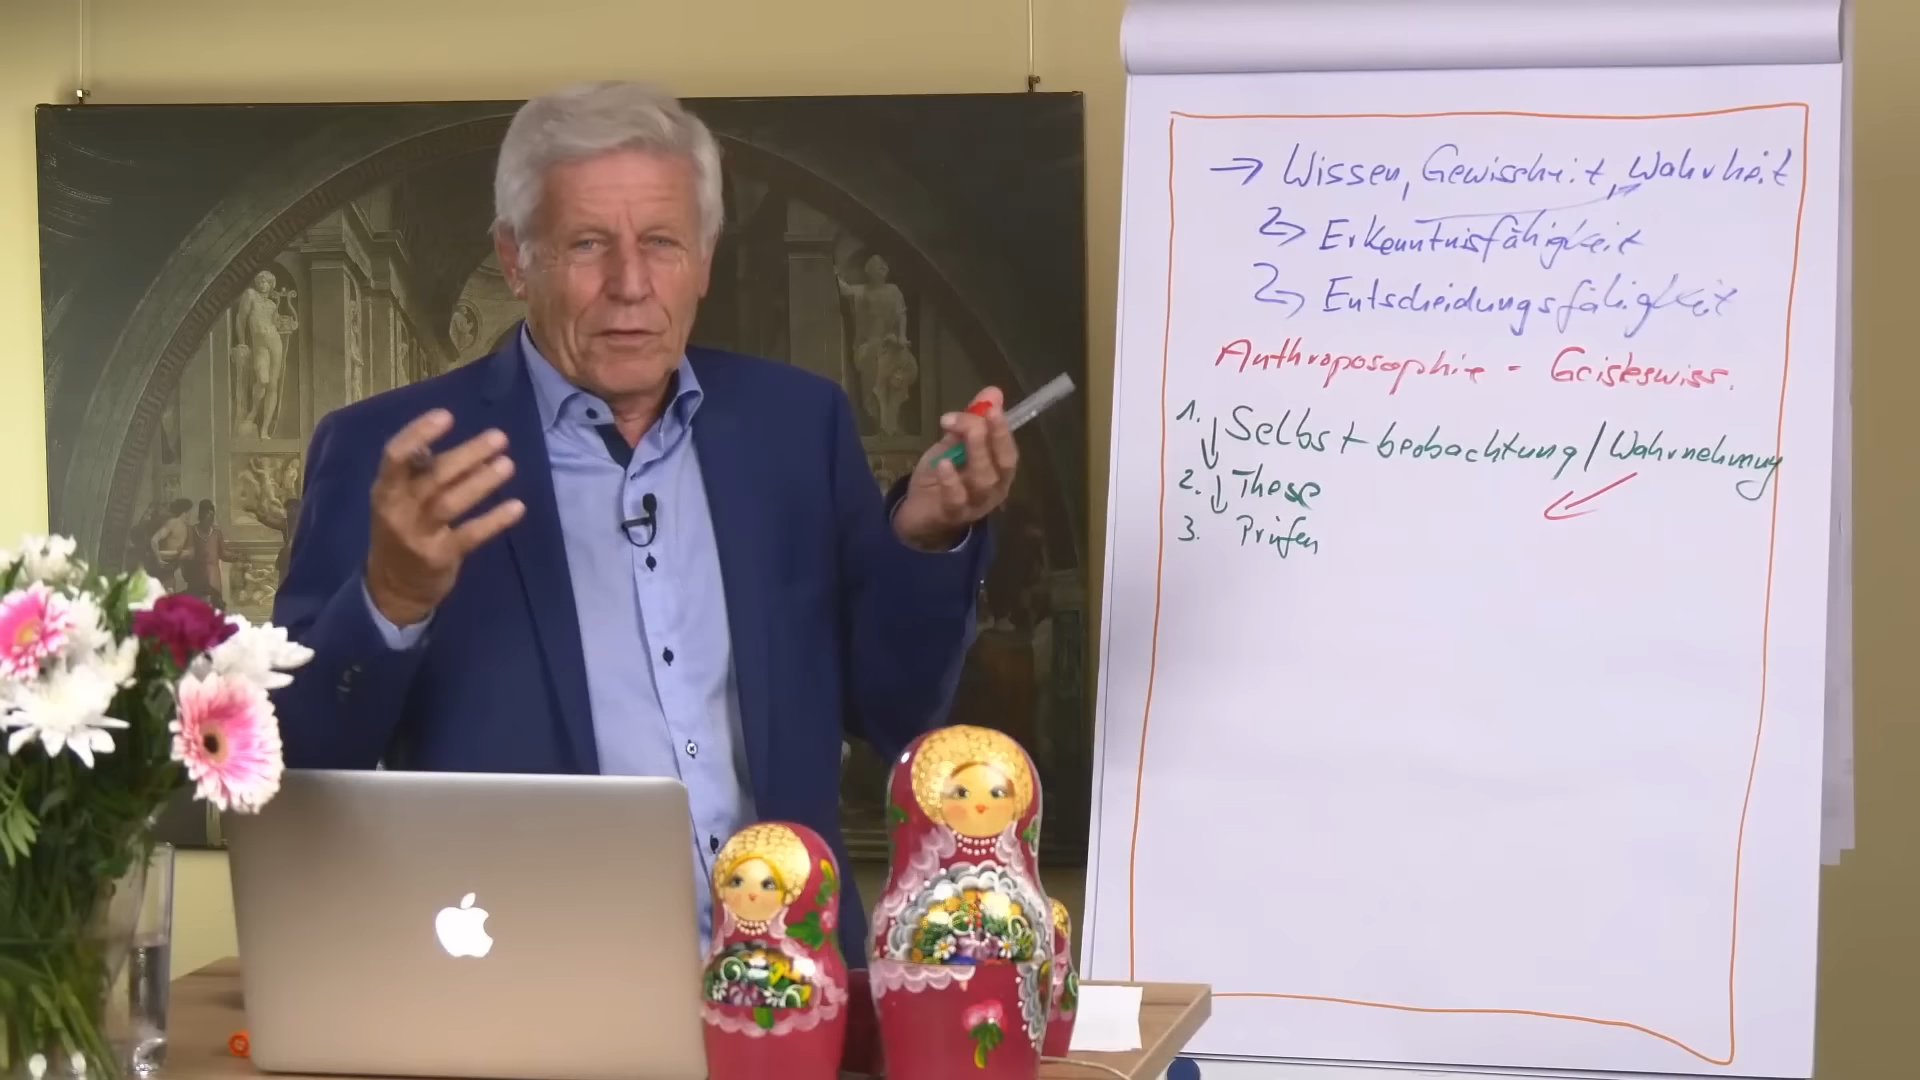 → Wissen, Gewissheit, Wahrheit
↳ Erkenntnisfähigkeit
↳ Entscheidungsfähigkeit
Anthroposophie - Geisteswiss.
1. Selbstbeobachtung/Wahrnehmung
2. These
3. Prüfen